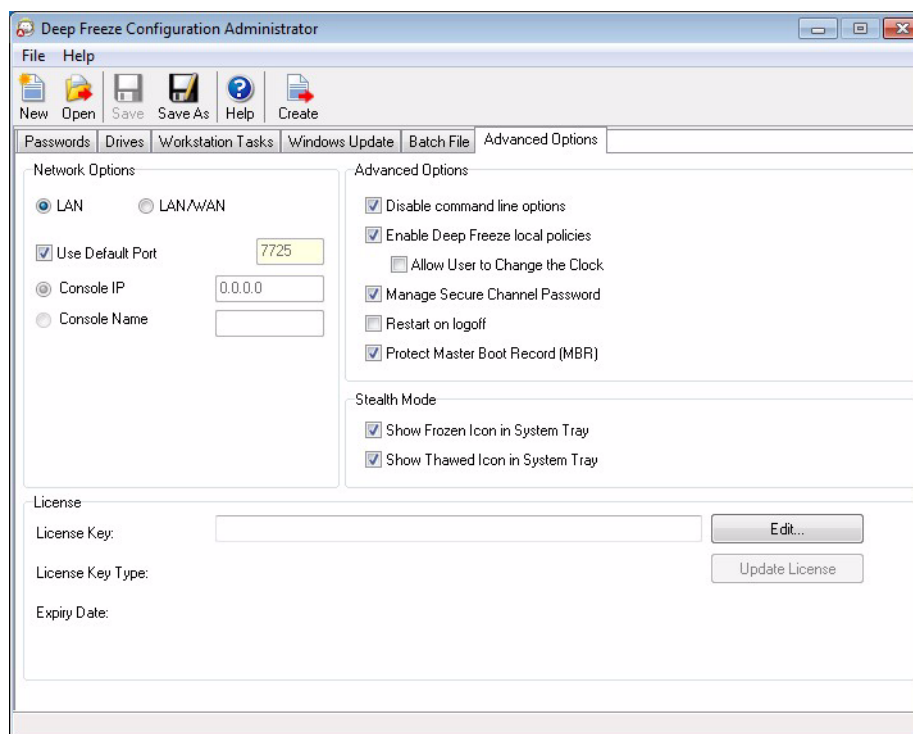 Deep Freeze Configuration Administrator
File Help
New Open Save Save As Help Create
Passwords Drives Workstation Tasks Windows Update Batch File Advanced Options
Network Options
LAN LAN/WAN
Use Default Port 7725
Console IP 0.0.0.0
Console Name
Advanced Options
Disable command line options
Enable Deep Freeze local policies
Allow User to Change the Clock
Manage Secure Channel Password
Restart on logoff
Protect Master Boot Record (MBR)
Stealth Mode
Show Frozen Icon in System Tray
Show Thawed Icon in System Tray
License
License Key: Edit...
License Key Type: Update License
Expiry Date: